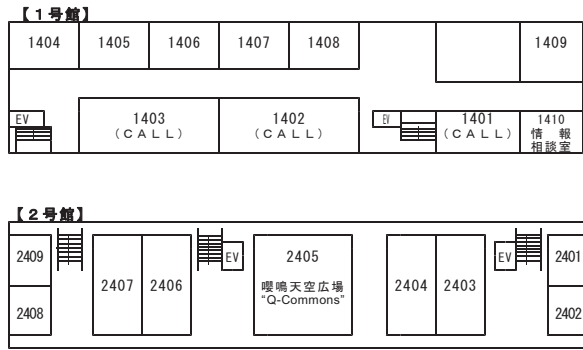 【1号館】
1404 1405 1406 1407 1408 1409
EV 1403 1402 EV 1401 1410
(CALL) (CALL) (CALL) 情報
相談室
【2号館】
2409 EV 2405 EV 2401
2407 2406 2404 2403
嚶鳴天空広場
"Q-Commons"
2408 2402